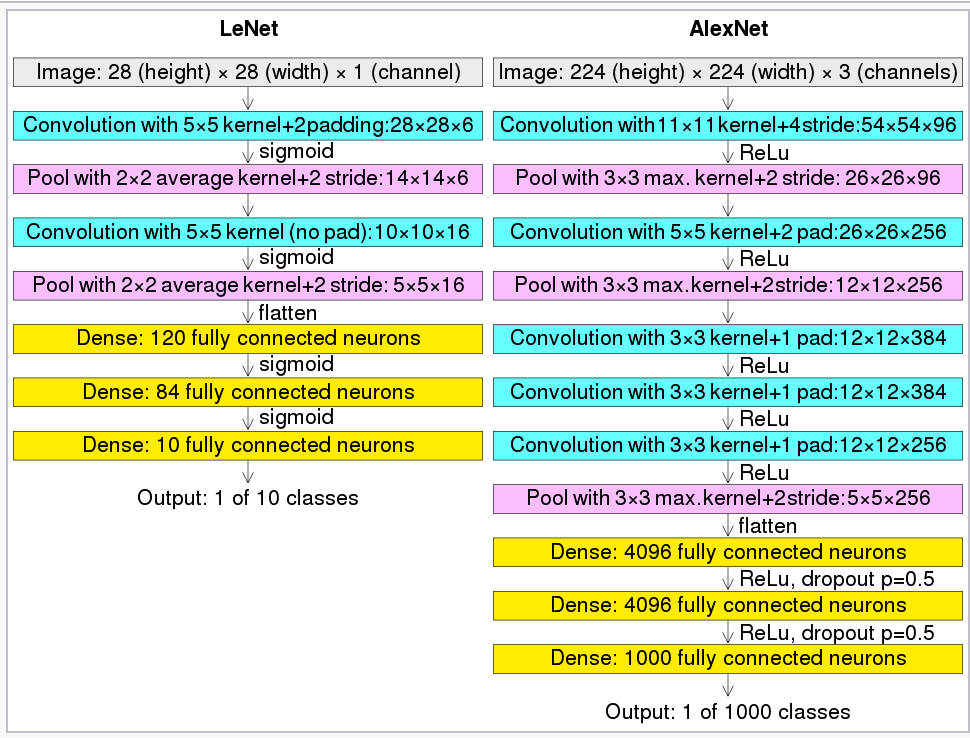 LeNet
Image: 28 (height) × 28 (width) × 1 (channel)
Convolution with 5×5 kernel+2padding:28×28×6
sigmoid
Pool with 2×2 average kernel+2 stride:14×14×6
Convolution with 5×5 kernel (no pad):10×10×16
sigmoid
Pool with 2×2 average kernel+2 stride: 5×5×16
flatten
Dense: 120 fully connected neurons
sigmoid
Dense: 84 fully connected neurons
sigmoid
Dense: 10 fully connected neurons
Output: 1 of 10 classes
AlexNet
Image: 224 (height) × 224 (width) × 3 (channels)
Convolution with 11×11 kernel+4 stride:54×54×96
ReLu
Pool with 3×3 max. kernel+2 stride: 26×26×96
Convolution with 5×5 kernel+2 pad:26×26×256
ReLu
Pool with 3×3 max.kernel+2stride:12×12×256
Convolution with 3×3 kernel+1 pad:12×12×384
ReLu
Convolution with 3×3 kernel+1 pad:12×12×384
ReLu
Convolution with 3×3 kernel+1 pad:12×12×256
ReLu
Pool with 3×3 max.kernel+2stride:5×5×256
flatten
Dense: 4096 fully connected neurons
ReLu, dropout p=0.5
Dense: 4096 fully connected neurons
ReLu, dropout p=0.5
Dense: 1000 fully connected neurons
Output: 1 of 1000 classes